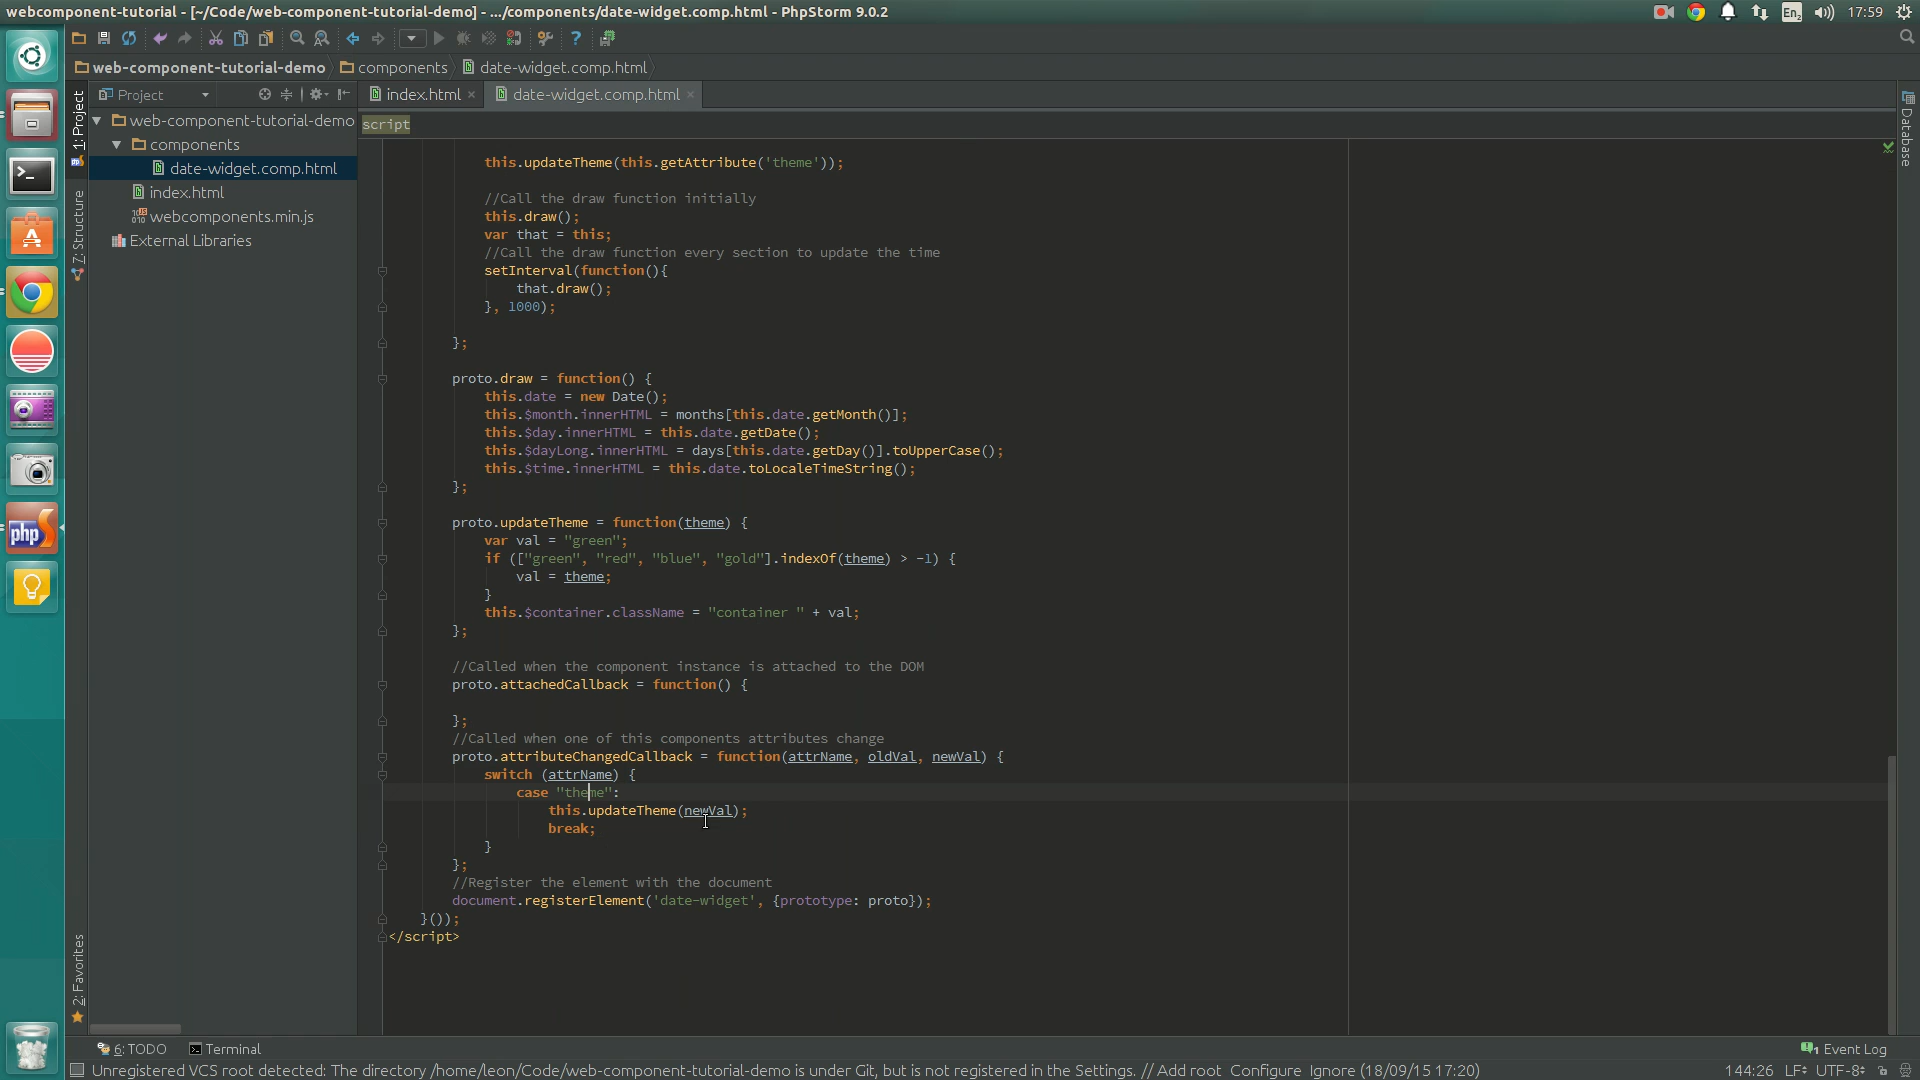 webcomponent-tutorial - [~/Code/web-component-tutorial-demo] - .../components/date-widget.comp.html - PhpStorm 9.0.2
En₂
17:59
web-component-tutorial-demo
components
date-widget.comp.html
1: Project
Project
index.html
date-widget.comp.html
Database
web-component-tutorial-demo
script
components
date-widget.comp.html
index.html
webcomponents.min.js
External Libraries
7: Structure
this.updateTheme(this.getAttribute('theme'));
//Call the draw function initially
this.draw();
var that = this;
//Call the draw function every section to update the time
setInterval(function(){
that.draw();
}, 1000);
};
proto.draw = function() {
this.date = new Date();
this.$month.innerHTML = months[this.date.getMonth()];
this.$day.innerHTML = this.date.getDate();
this.$dayLong.innerHTML = days[this.date.getDay()].toUpperCase();
this.$time.innerHTML = this.date.toLocaleTimeString();
};
proto.updateTheme = function(theme) {
var val = "green";
if (["green", "red", "blue", "gold"].indexOf(theme) > -1) {
val = theme;
}
this.$container.className = "container " + val;
};
//Called when the component instance is attached to the DOM
proto.attachedCallback = function() {
};
//Called when one of this components attributes change
proto.attributeChangedCallback = function(attrName, oldVal, newVal) {
switch (attrName) {
case "theme":
this.updateTheme(newVal);
break;
}
};
//Register the element with the document
document.registerElement('date-widget', {prototype: proto});
}());
</script>
php
2: Favorites
6: TODO
Terminal
1 Event Log
Unregistered VCS root detected: The directory /home/leon/Code/web-component-tutorial-demo is under Git, but is not registered in the Settings. // Add root Configure Ignore (18/09/15 17:20)
144:26 LF UTF-8